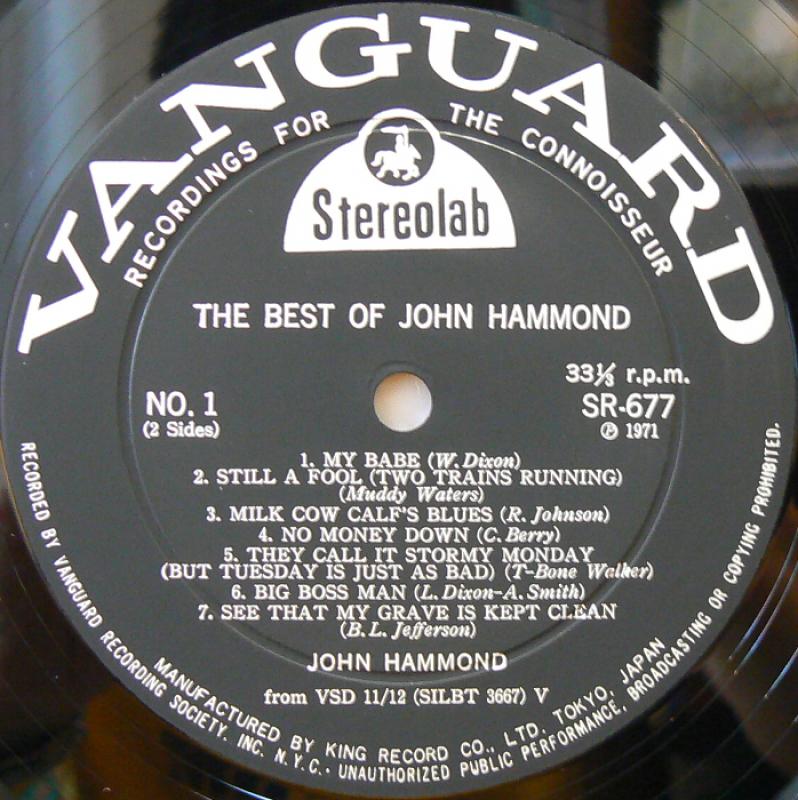 VANGUARD
RECORDINGS FOR THE CONNOISSEUR
Stereolab
THE BEST OF JOHN HAMMOND
33⅓ r.p.m.
NO. 1
SR-677
(2 Sides)
Ⓟ 1971
1. MY BABE (W. Dixon)
2. STILL A FOOL (TWO TRAINS RUNNING)
(Muddy Waters)
3. MILK COW CALF'S BLUES (R. Johnson)
4. NO MONEY DOWN (C. Berry)
5. THEY CALL IT STORMY MONDAY
(BUT TUESDAY IS JUST AS BAD) (T-Bone Walker)
6. BIG BOSS MAN (L. Dixon-A. Smith)
7. SEE THAT MY GRAVE IS KEPT CLEAN
(B. L. Jefferson)
JOHN HAMMOND
from VSD 11/12 (SILBT 3667) V
MANUFACTURED BY KING RECORD CO., LTD. TOKYO, JAPAN
RECORDED BY VANGUARD RECORDING SOCIETY, INC. N.Y.C. · UNAUTHORIZED PUBLIC PERFORMANCE, BROADCASTING OR COPYING PROHIBITED.